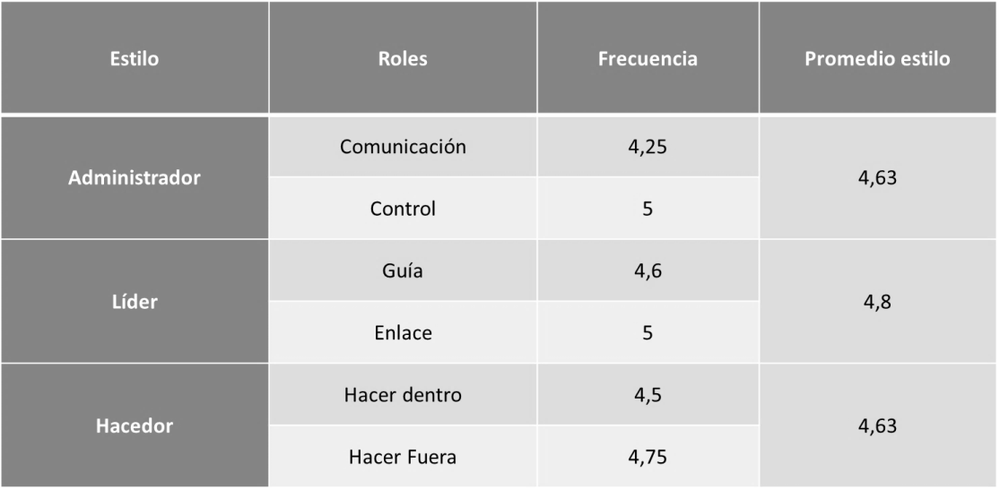 Estilo Roles Frecuencia Promedio estilo
Administrador Comunicación 4,25 4,63
Control 5
Líder Guía 4,6 4,8
Enlace 5
Hacedor Hacer dentro 4,5 4,63
Hacer Fuera 4,75